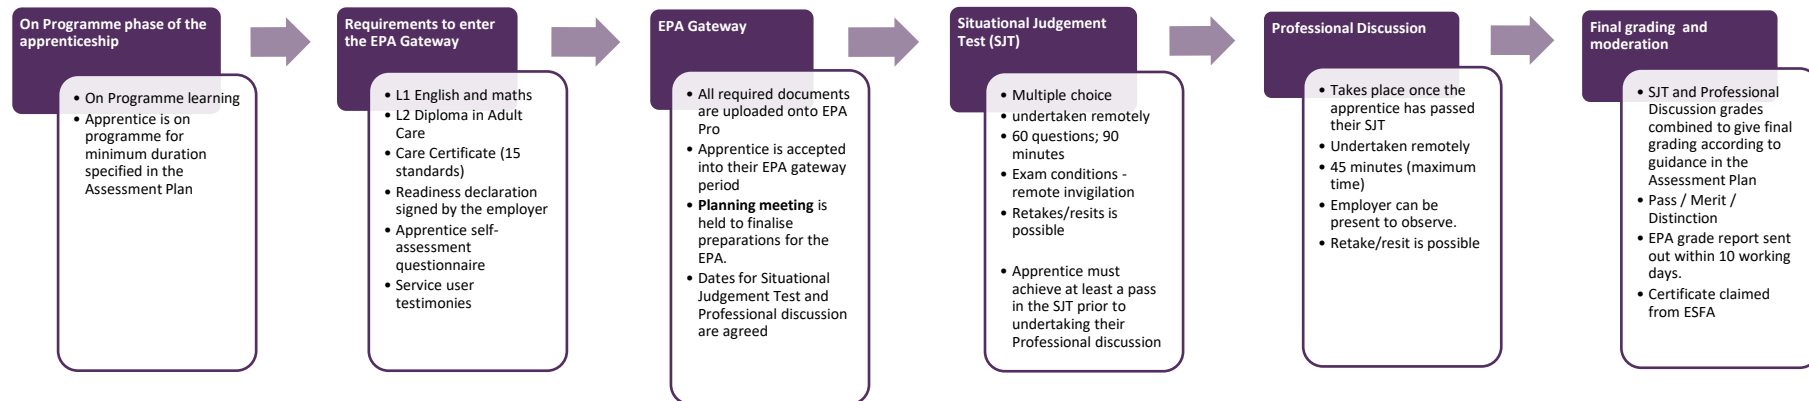 On Programme phase of the
apprenticeship
• On Programme learning
• Apprentice is on
programme for
minimum duration
specified in the
Assessment Plan
Requirements to enter
the EPA Gateway
• L1 English and maths
• L2 Diploma in Adult
Care
• Care Certificate (15
standards)
• Readiness declaration
signed by the employer
• Apprentice self-
assessment
questionnaire
• Service user
testimonies
EPA Gateway
• All required documents
are uploaded onto EPA
Pro
• Apprentice is accepted
into their EPA gateway
period
• Planning meeting is
held to finalise
preparations for the
EPA.
• Dates for Situational
Judgement Test and
Professional discussion
are agreed
Situational Judgement
Test (SJT)
• Multiple choice
• undertaken remotely
• 60 questions; 90
minutes
• Exam conditions -
remote invigilation
• Retakes/resits is
possible
• Apprentice must
achieve at least a pass
in the SJT prior to
undertaking their
Professional discussion
Professional Discussion
• Takes place once the
apprentice has passed
their SJT
• Undertaken remotely
• 45 minutes (maximum
time)
• Employer can be
present to observe.
• Retake/resit is possible
Final grading and
moderation
• SJT and Professional
Discussion grades
combined to give final
grading according to
guidance in the
Assessment Plan
• Pass / Merit /
Distinction
• EPA grade report sent
out within 10 working
days.
• Certificate claimed
from ESFA